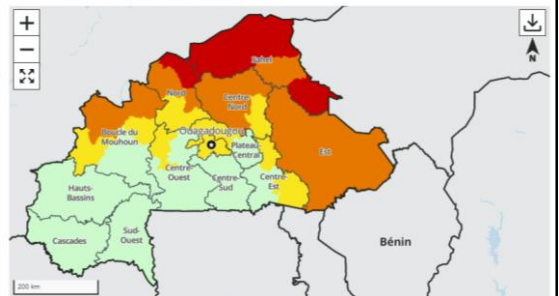 +
−
N
Sahel
Nord
Centre-
Nord
Boucle du
Mouhoun
Ouagadougou
Plateau-
Central
Est
Centre-
Ouest
Centre-
Sud
Centre-
Est
Hauts-
Bassins
Cascades
Sud-
Ouest
Bénin
200 km